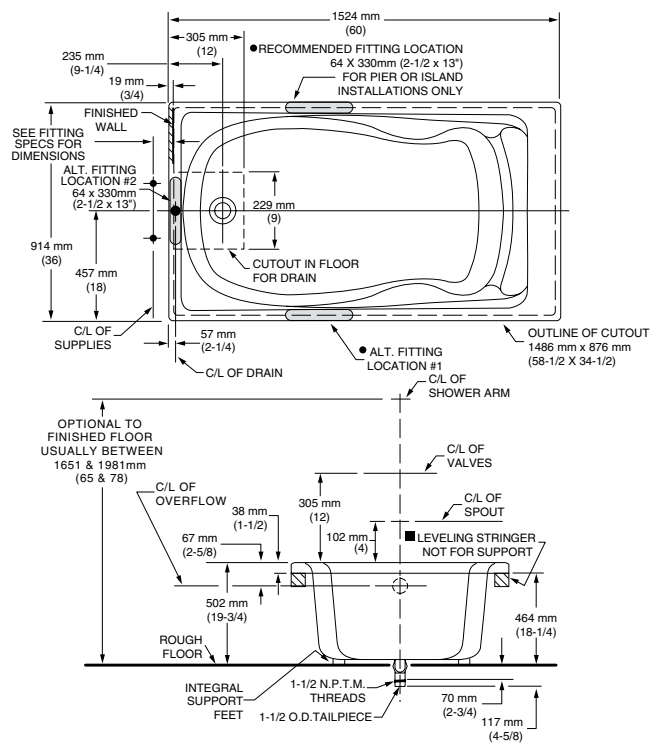 1524 mm
(60)
305 mm
(12)
● RECOMMENDED FITTING LOCATION
64 X 330mm (2-1/2 x 13")
FOR PIER OR ISLAND
INSTALLATIONS ONLY
235 mm
(9-1/4)
19 mm
(3/4)
FINISHED
WALL
SEE FITTING
SPECS FOR
DIMENSIONS
ALT. FITTING
LOCATION #2
64 x 330mm
(2-1/2 x 13")
229 mm
(9)
914 mm
(36)
457 mm
(18)
CUTOUT IN FLOOR
FOR DRAIN
C/L OF
SUPPLIES
57 mm
(2-1/4)
C/L OF DRAIN
● ALT. FITTING
LOCATION #1
OUTLINE OF CUTOUT
1486 mm x 876 mm
(58-1/2 X 34-1/2)
C/L OF
SHOWER ARM
OPTIONAL TO
FINISHED FLOOR
USUALLY BETWEEN
1651 & 1981mm
(65 & 78)
C/L OF
VALVES
C/L OF
OVERFLOW
305 mm
(12)
C/L OF
SPOUT
38 mm
(1-1/2)
102 mm
(4)
■ LEVELING STRINGER
NOT FOR SUPPORT
67 mm
(2-5/8)
502 mm
(19-3/4)
464 mm
(18-1/4)
ROUGH
FLOOR
INTEGRAL
SUPPORT
FEET
1-1/2 N.P.T.M.
THREADS
1-1/2 O.D.TAILPIECE
70 mm
(2-3/4)
117 mm
(4-5/8)